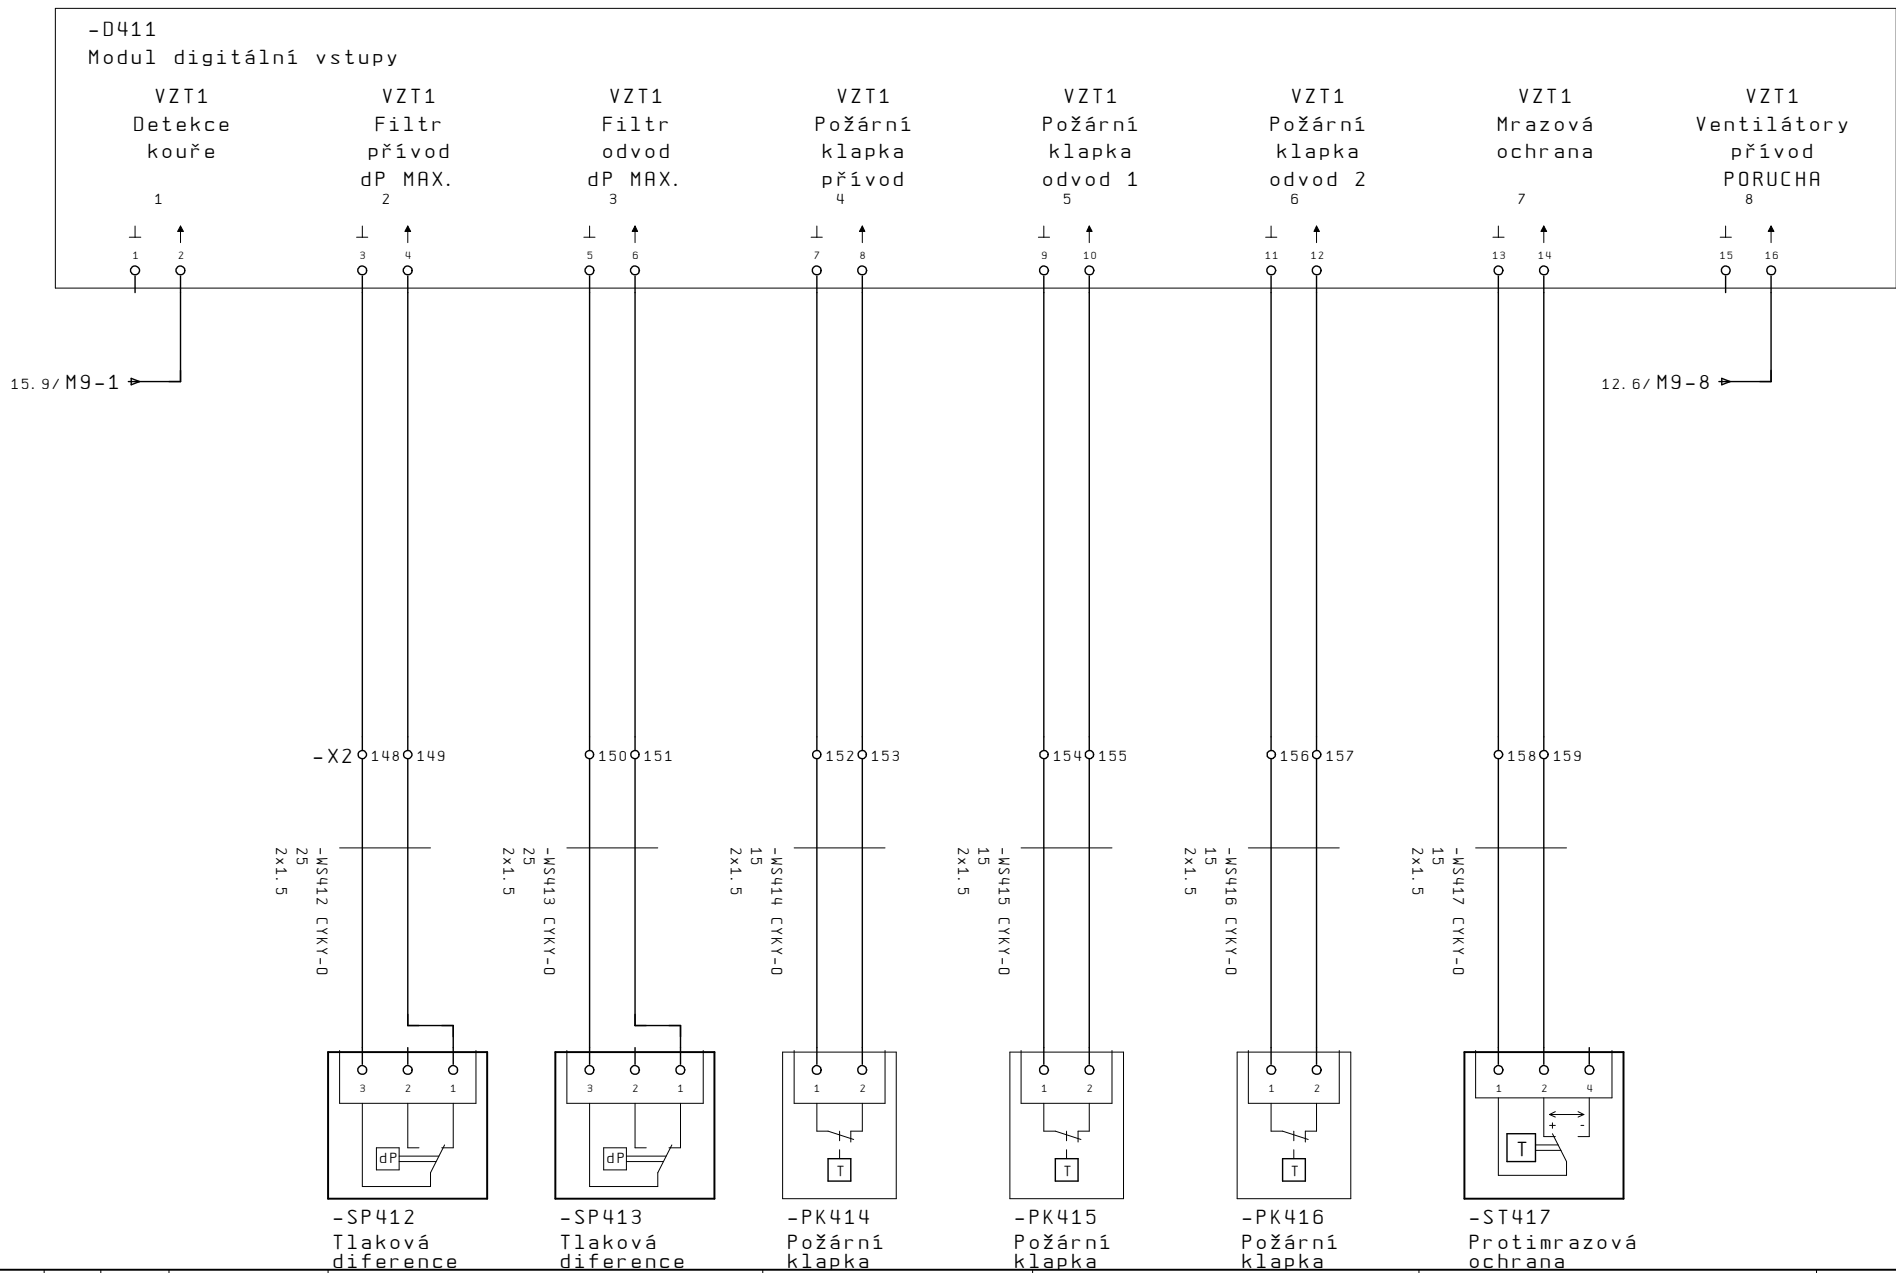 -D411
Modul digitální vstupy
VZT1 VZT1 VZT1 VZT1 VZT1 VZT1 VZT1 VZT1
Detekce Filtr Filtr Požární Požární Požární Mrazová Ventilátory
kouře přívod odvod klapka klapka klapka ochrana přívod
dP MAX. dP MAX. přívod odvod 1 odvod 2 PORUCHA
1 2 3 4 5 6 7 8
1 2 3 4 5 6 7 8 9 10 11 12 13 14 15 16
15.9/M9-1 12.6/M9-8
-X2 148 149 150 151 152 153 154 155 156 157 158 159
-WS412 CYKY-O
25
2x1.5
-WS413 CYKY-O
25
2x1.5
-WS414 CYKY-O
15
2x1.5
-WS415 CYKY-O
15
2x1.5
-WS416 CYKY-O
15
2x1.5
-WS417 CYKY-O
15
2x1.5
3 2 1 3 2 1 1 2 1 2 1 2 1 2 4
+ -
dP dP T T T T
-SP412 -SP413 -PK414 -PK415 -PK416 -ST417
Tlaková Tlaková Požární Požární Požární Protimrazová
diference diference klapka klapka klapka ochrana